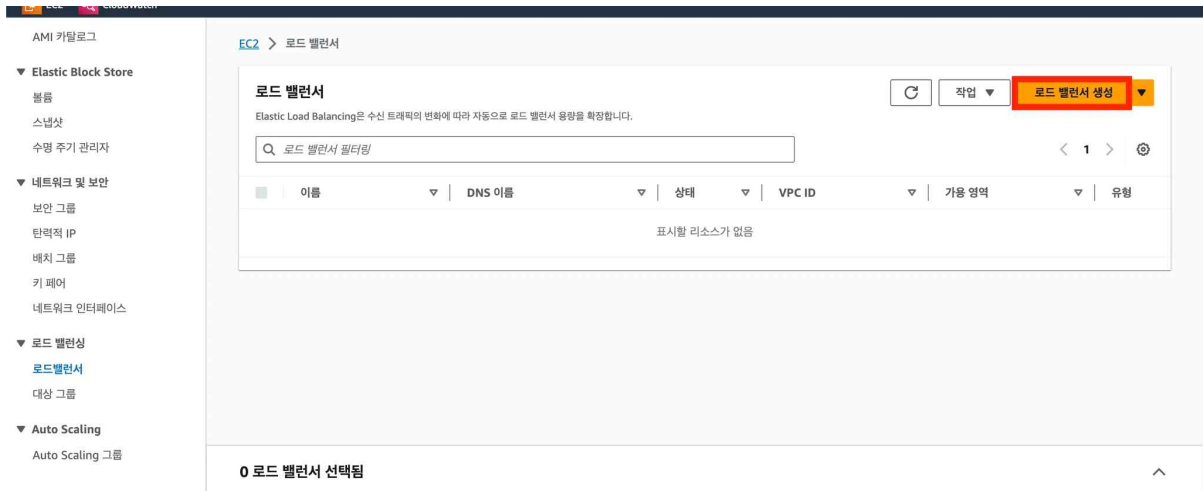 EC2 CloudWatch
AMI 카탈로그
Elastic Block Store
볼륨
스냅샷
수명 주기 관리자
네트워크 및 보안
보안 그룹
탄력적 IP
배치 그룹
키 페어
네트워크 인터페이스
로드 밸런싱
로드밸런서
대상 그룹
Auto Scaling
Auto Scaling 그룹
EC2 > 로드 밸런서
로드 밸런서
작업
로드 밸런서 생성
Elastic Load Balancing은 수신 트래픽의 변화에 따라 자동으로 로드 밸런서 용량을 확장합니다.
로드 밸런서 필터링
1
이름 DNS 이름 상태 VPC ID 가용 영역 유형
표시할 리소스가 없음
0 로드 밸런서 선택됨